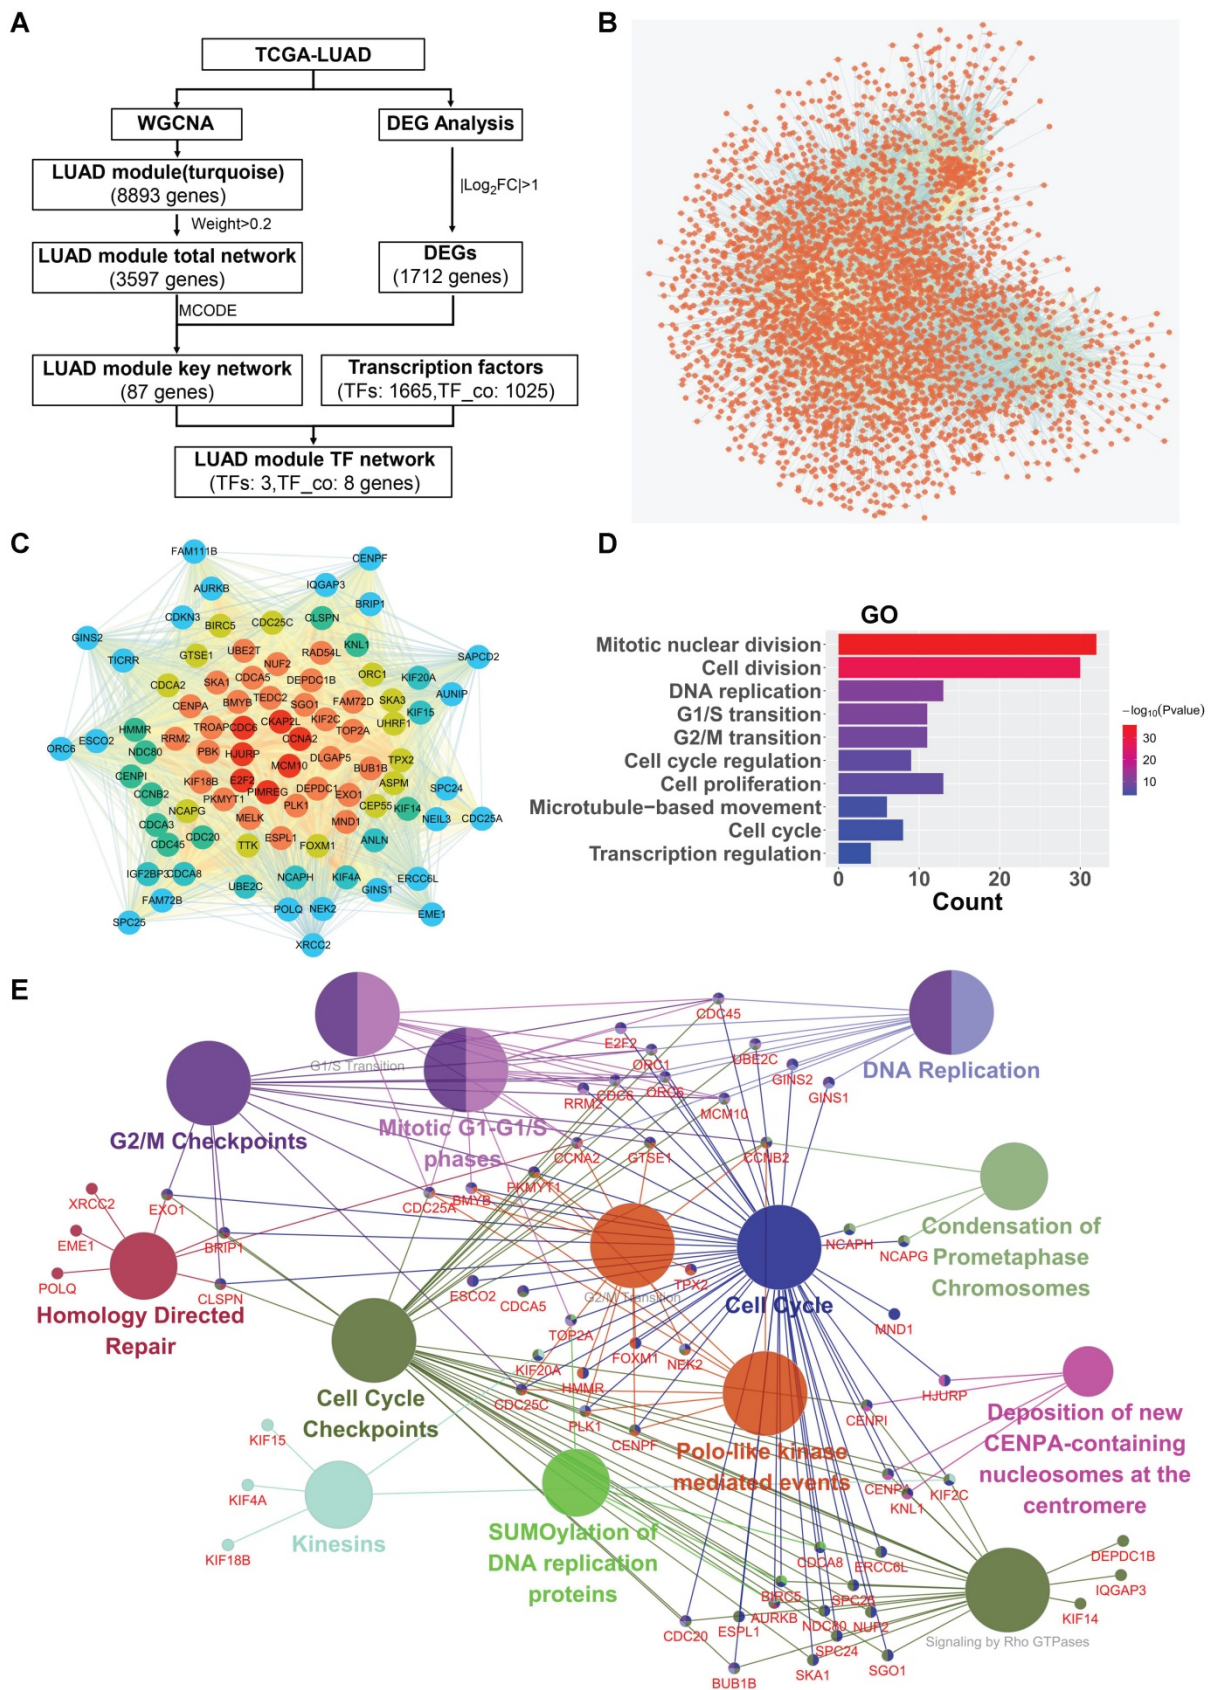 A
TCGA-LUAD
WGCNA
DEG Analysis
LUAD module(turquoise)
(8893 genes)
|Log2FC|>1
Weight>0.2
LUAD module total network
(3597 genes)
DEGs
(1712 genes)
MCODE
LUAD module key network
(87 genes)
Transcription factors
(TFs: 1665,TF_co: 1025)
LUAD module TF network
(TFs: 3,TF_co: 8 genes)
B
C
FAM111B
CENPF
AURKB
IQGAP3
CDKN3
BRIP1
BIRC5
CDC25C
CLSPN
GINS2
UBE2T
RAD54L
KNL1
TICRR
GTSE1
NUF2
SAPCD2
CDCA2
SKA1
CDCA5
DEPDC1B
ORC1
KIF20A
CENPA
BMYB
TEDC2
SGO1
FAM72D
SKA3
AUNIP
HMMR
TROAP
CDC6
CKAP2L
KIF2C
TOP2A
UHRF1
KIF15
ORC6
ESCO2
NDC80
RRM2
CCNA2
PBK
HJURP
DLGAP5
TPX2
CENPI
MCM10
BUB1B
CCNB2
KIF18B
E2F2
PIMREG
DEPDC1
EXO1
ASPM
SPC24
NCAPG
PKMYT1
PLK1
CEP55
KIF14
CDCA3
MELK
MND1
NEIL3
CDC25A
CDC45
CDC20
TTK
ESPL1
FOXM1
ANLN
IGF2BP3
CDCA8
UBE2C
NCAPH
KIF4A
GINS1
ERCC6L
FAM72B
POLQ
NEK2
EME1
SPC25
XRCC2
D
GO
Mitotic nuclear division
Cell division
DNA replication
G1/S transition
G2/M transition
Cell cycle regulation
Cell proliferation
Microtubule−based movement
Cell cycle
Transcription regulation
0
10
20
30
Count
−log10(Pvalue)
30
20
10
E
CDC45
G1/S Transition
E2F2
ORC1
UBE2C
DNA Replication
GINS2
GINS1
RRM2
CDC6
ORC6
MCM10
G2/M Checkpoints
Mitotic G1-G1/S
phases
CCNA2
GTSE1
CCNB2
PKMYT1
XRCC2
EXO1
CDC25A
BMYB
EME1
BRIP1
NCAPH
NCAPG
Condensation of
Prometaphase
Chromosomes
POLQ
CLSPN
ESCO2
CDCA5
TPX2
G2/M Transition
Cell Cycle
Homology Directed
Repair
TOP2A
MND1
FOXM1
NEK2
KIF20A
HMMR
CDC25C
HJURP
Cell Cycle
Checkpoints
PLK1
CENPF
CENPI
Deposition of new
CENPA-containing
nucleosomes at the
centromere
KIF15
Polo-like kinase
mediated events
CENPA
KNL1
KIF2C
KIF4A
Kinesins
KIF18B
SUMOylation of
DNA replication
proteins
CDCA8
ERCC6L
DEPDC1B
BIRC5
SPC25
IQGAP3
AURKB
NDC80
NUF2
KIF14
CDC20
ESPL1
SPC24
Signaling by Rho GTPases
BUB1B
SKA1
SGO1